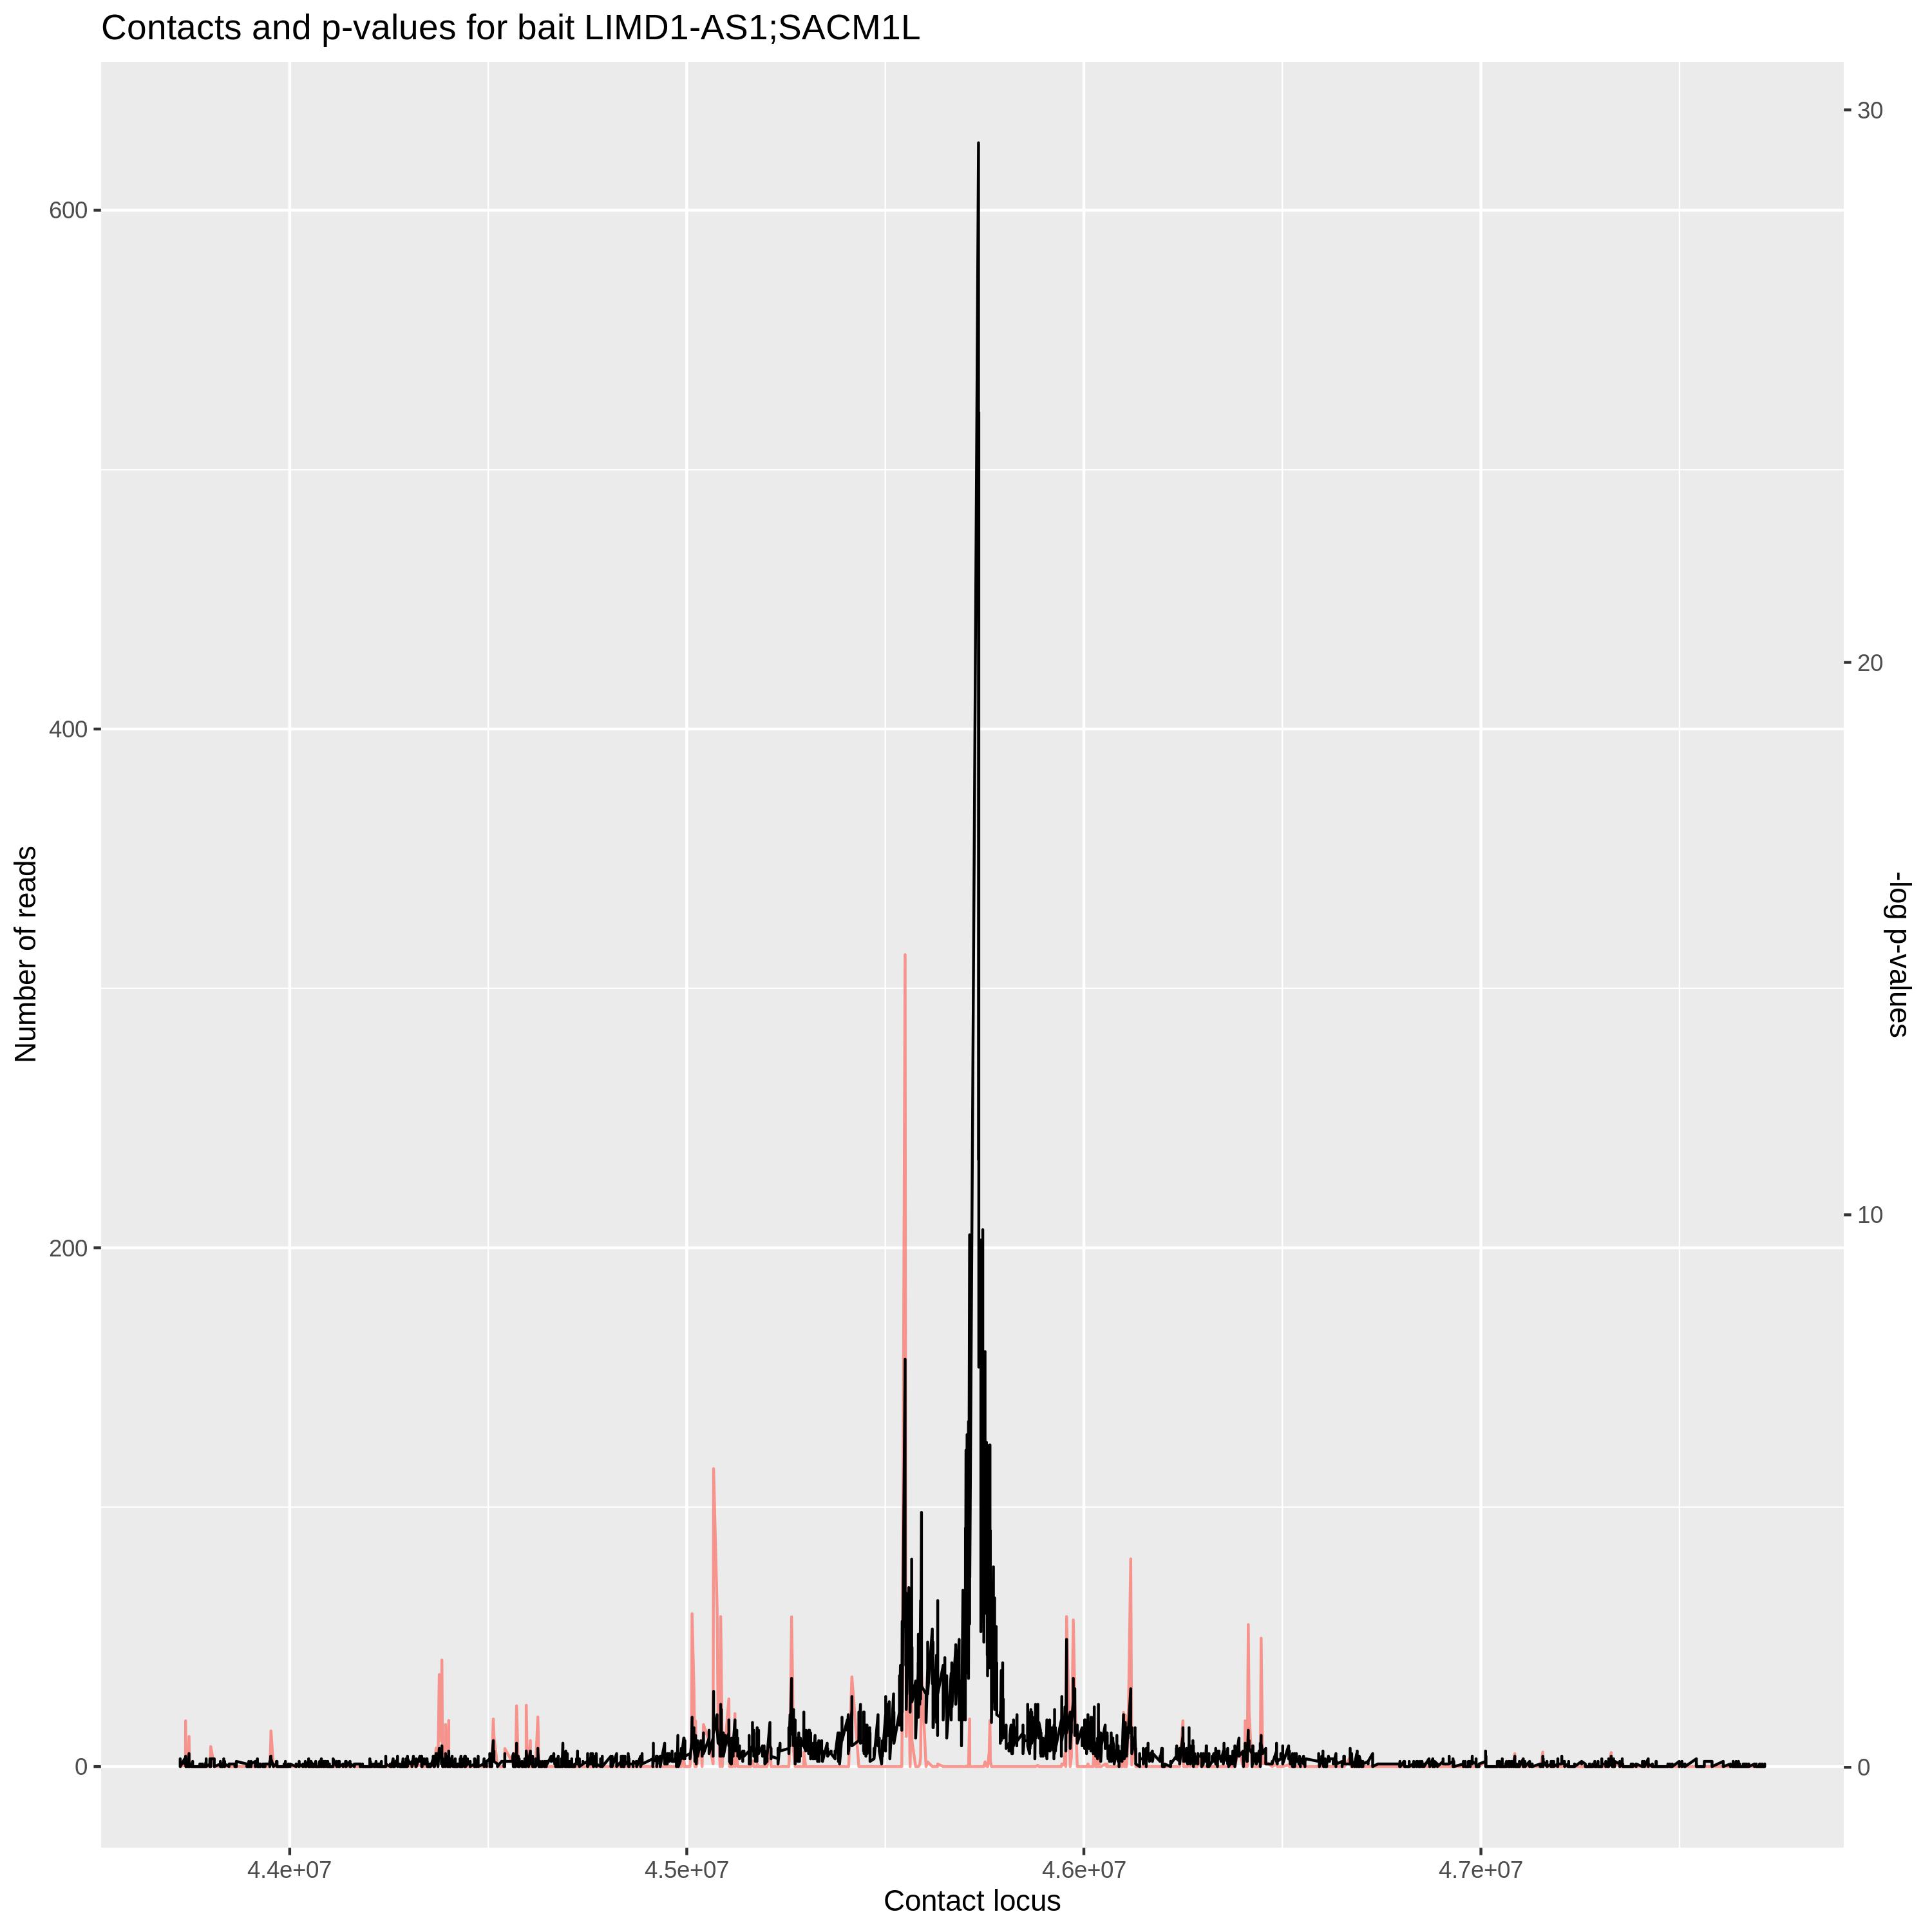 Contacts and p-values for bait LIMD1-AS1;SACM1L
30
600
20
400
Number of reads
-log p-values
10
200
0
0
4.4e+07
4.5e+07
4.6e+07
4.7e+07
Contact locus